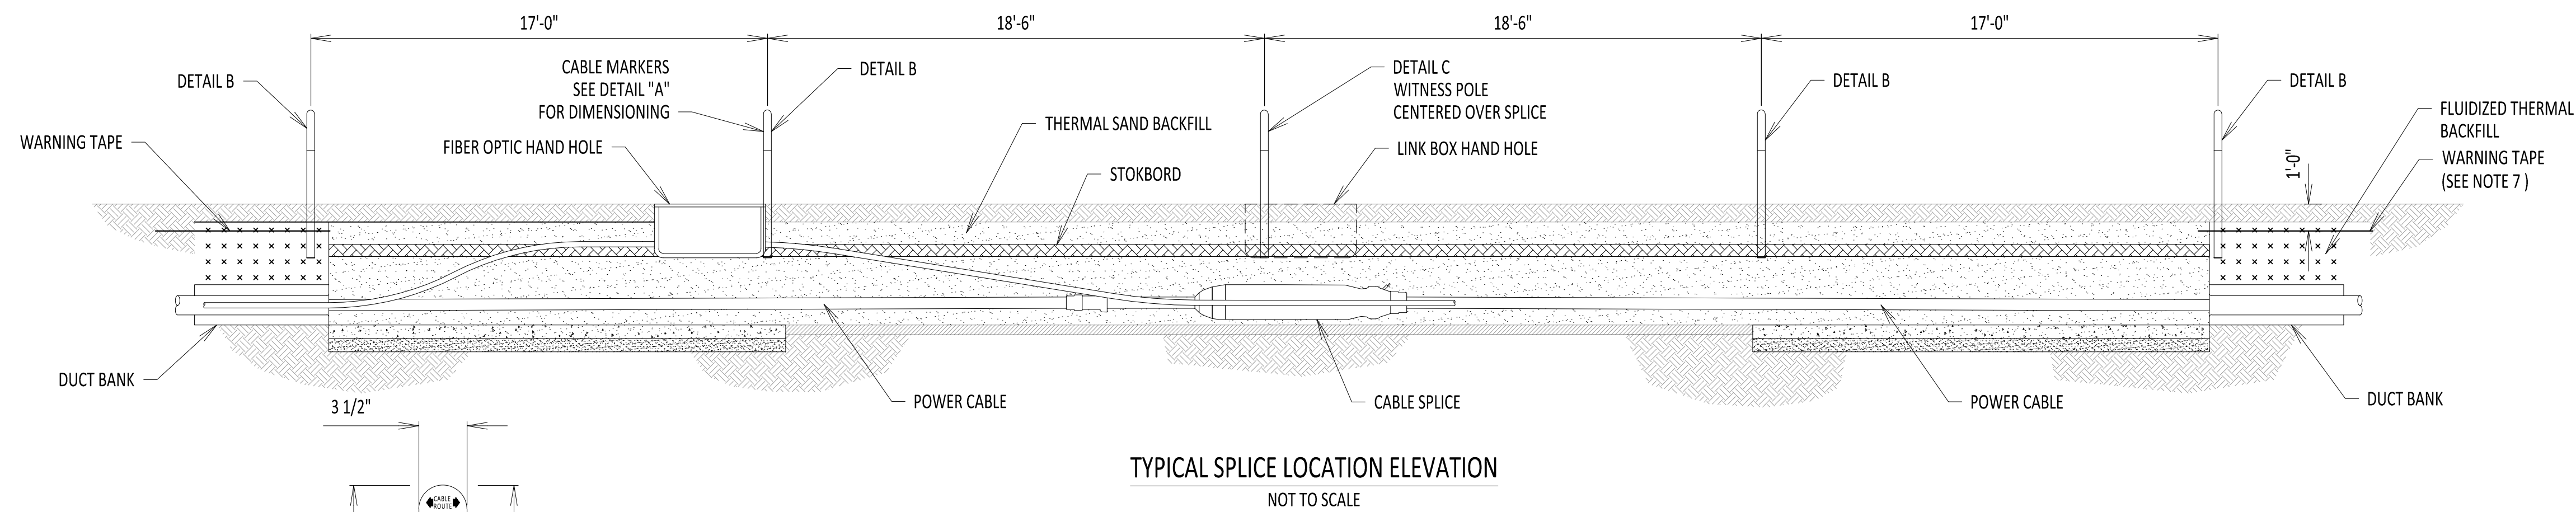 17'-0"
18'-6"
18'-6"
17'-0"
DETAIL B
CABLE MARKERS
SEE DETAIL "A"
FOR DIMENSIONING
DETAIL B
DETAIL C
WITNESS POLE
CENTERED OVER SPLICE
DETAIL B
DETAIL B
FLUIDIZED THERMAL
BACKFILL
WARNING TAPE
FIBER OPTIC HAND HOLE
THERMAL SAND BACKFILL
STOKBORD
LINK BOX HAND HOLE
1'-0"
WARNING TAPE
(SEE NOTE 7 )
DUCT BANK
POWER CABLE
CABLE SPLICE
POWER CABLE
DUCT BANK
3 1/2"
CABLE
ROUTE
TYPICAL SPLICE LOCATION ELEVATION
NOT TO SCALE